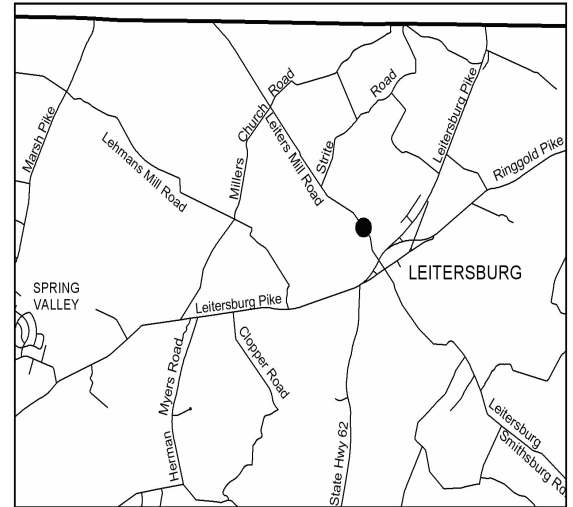 Marsh Pike
Lehmans Mill Road
Millers Church Road
Leiters Mill Road
Strite Road
Leitersburg Pike
Ringgold Pike
LEITERSBURG
SPRING
VALLEY
Leitersburg Pike
Herman Myers Road
Clopper Road
State Hwy 62
Leitersburg
Smithsburg Rd